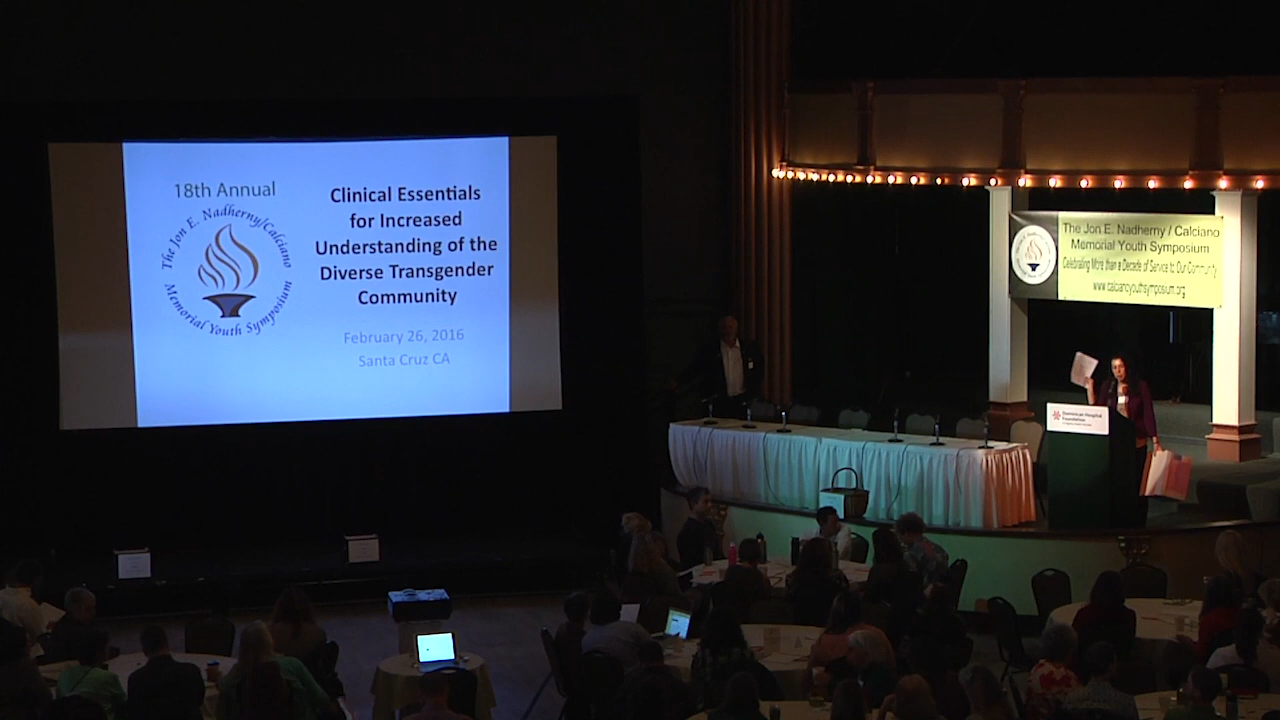 18th Annual
The Jon E. Nadherny/Calciano
Memorial Youth Symposium
Clinical Essentials
for Increased
Understanding of the
Diverse Transgender
Community
February 26, 2016
Santa Cruz CA
The Jon E. Nadherny / Calciano
Memorial Youth Symposium
Celebrating More than a Decade of Service to Our Community
www.calcianoyouthsymposium.org
Dominican Hospital
Foundation